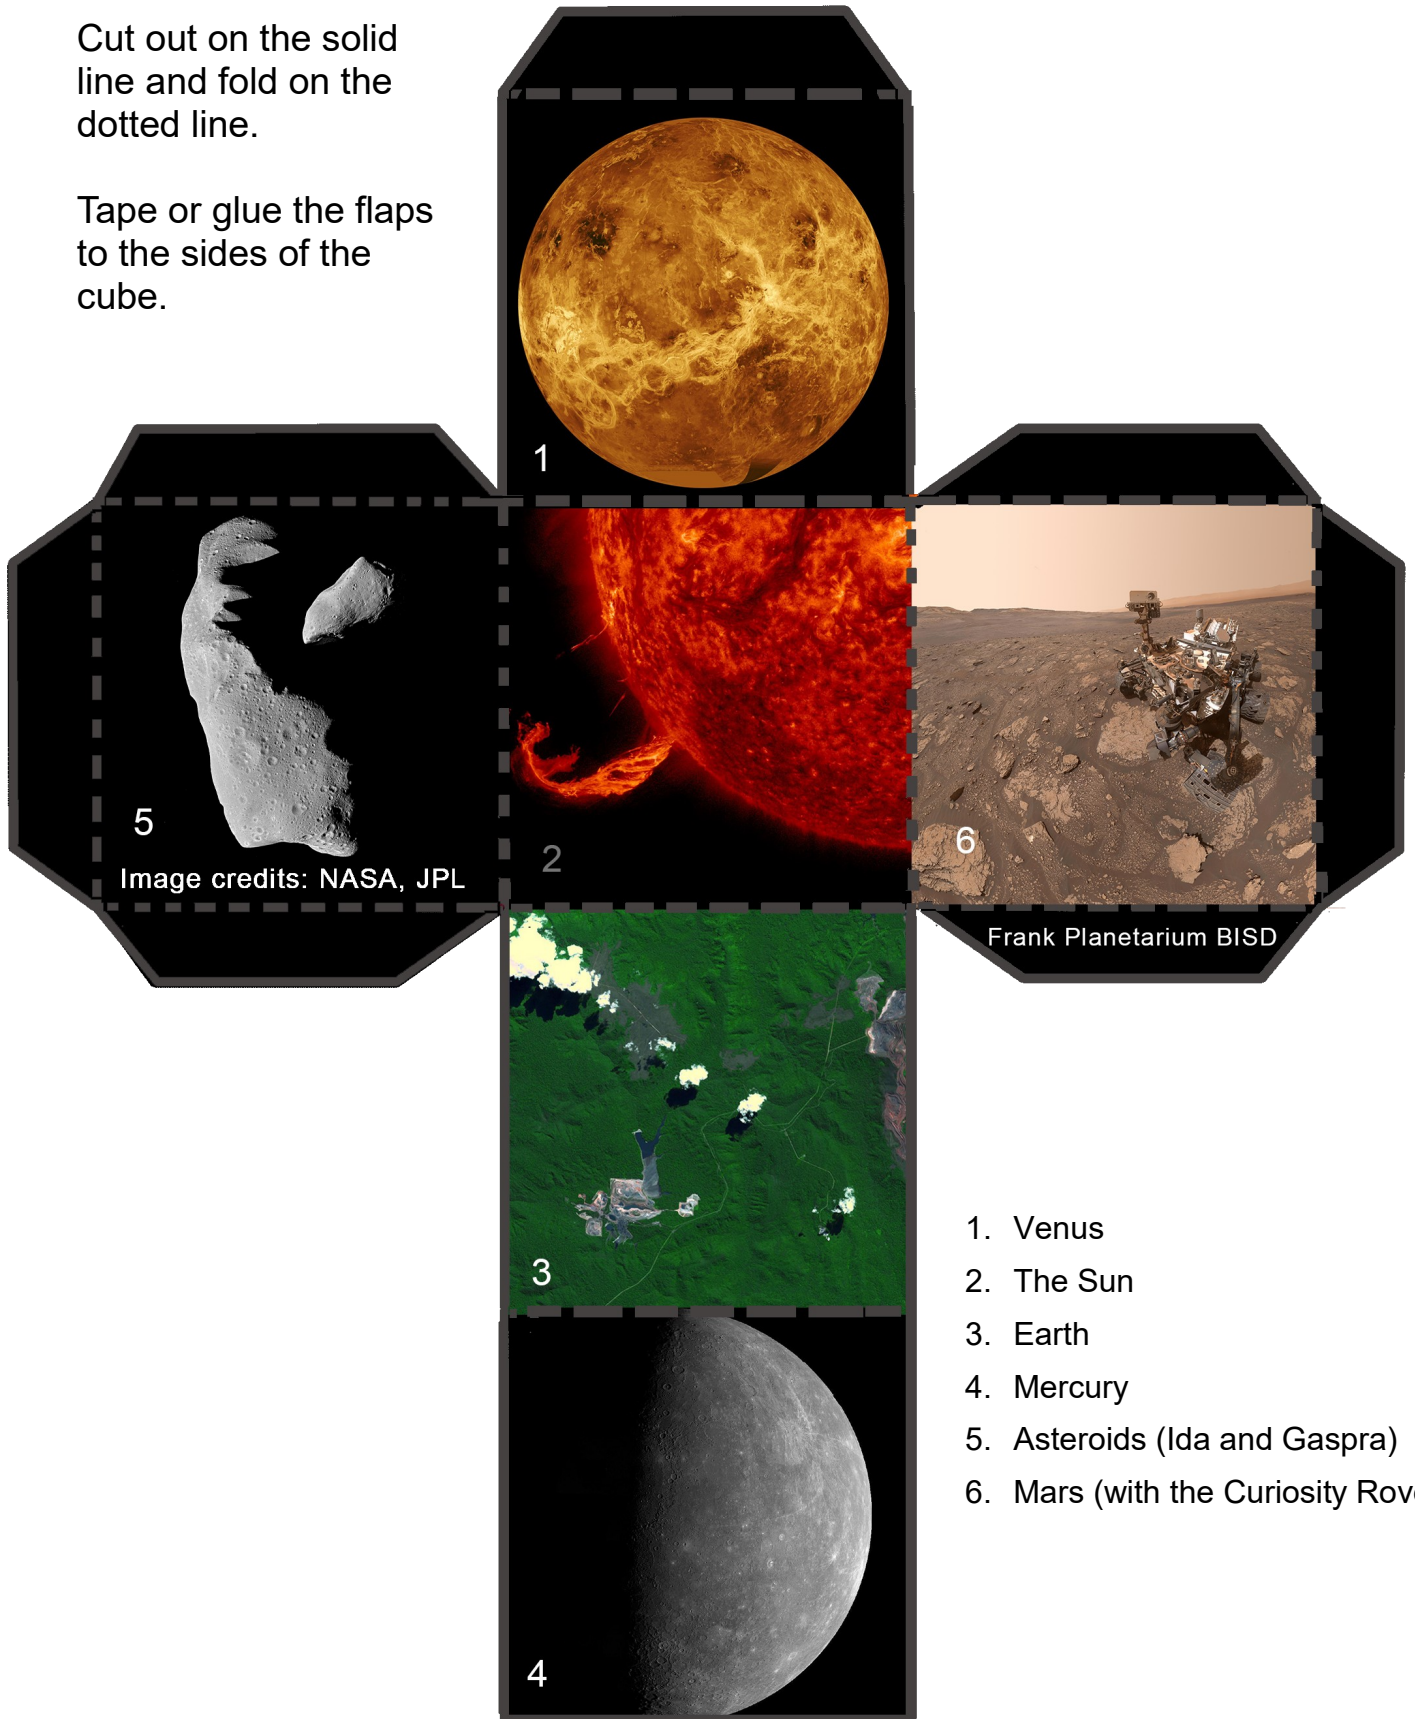 Cut out on the solid
line and fold on the
dotted line.
Tape or glue the flaps
to the sides of the
cube.
1
5
2
6
Image credits: NASA, JPL
Frank Planetarium BISD
3
4
1. Venus
2. The Sun
3. Earth
4. Mercury
5. Asteroids (Ida and Gaspra)
6. Mars (with the Curiosity